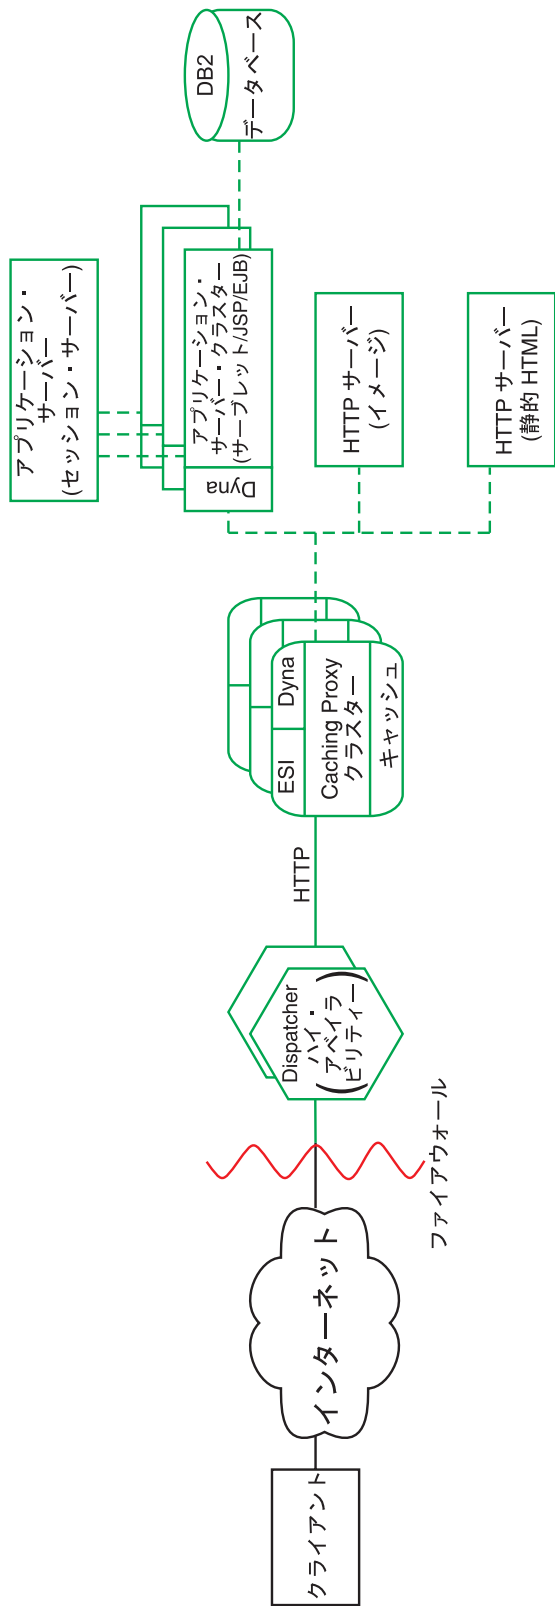 クライアント
インターネット
ファイアウォール
Dispatcher
(ハイ・
アベイラ
ビリティー)
HTTP
ESI
Dyna
Caching Proxy
クラスター
キャッシュ
アプリケーション・
サーバー
(セッション・サーバー)
Dyna
アプリケーション・
サーバー・クラスター
(サーブレット/JSP/EJB)
DB2
データベース
HTTP サーバー
(イメージ)
HTTP サーバー
(静的 HTML)